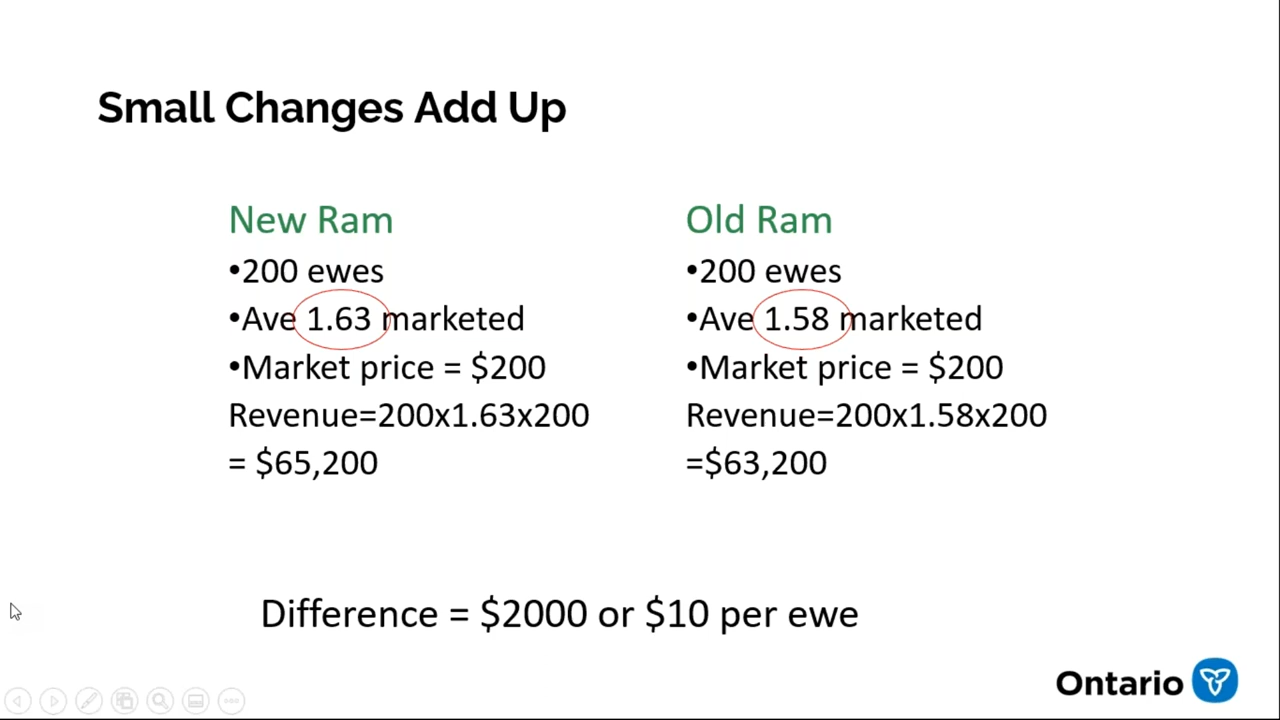 Small Changes Add Up
New Ram
•200 ewes
•Ave 1.63 marketed
•Market price = $200
Revenue=200x1.63x200
= $65,200
Old Ram
•200 ewes
•Ave 1.58 marketed
•Market price = $200
Revenue=200x1.58x200
=$63,200
Difference = $2000 or $10 per ewe
Ontario